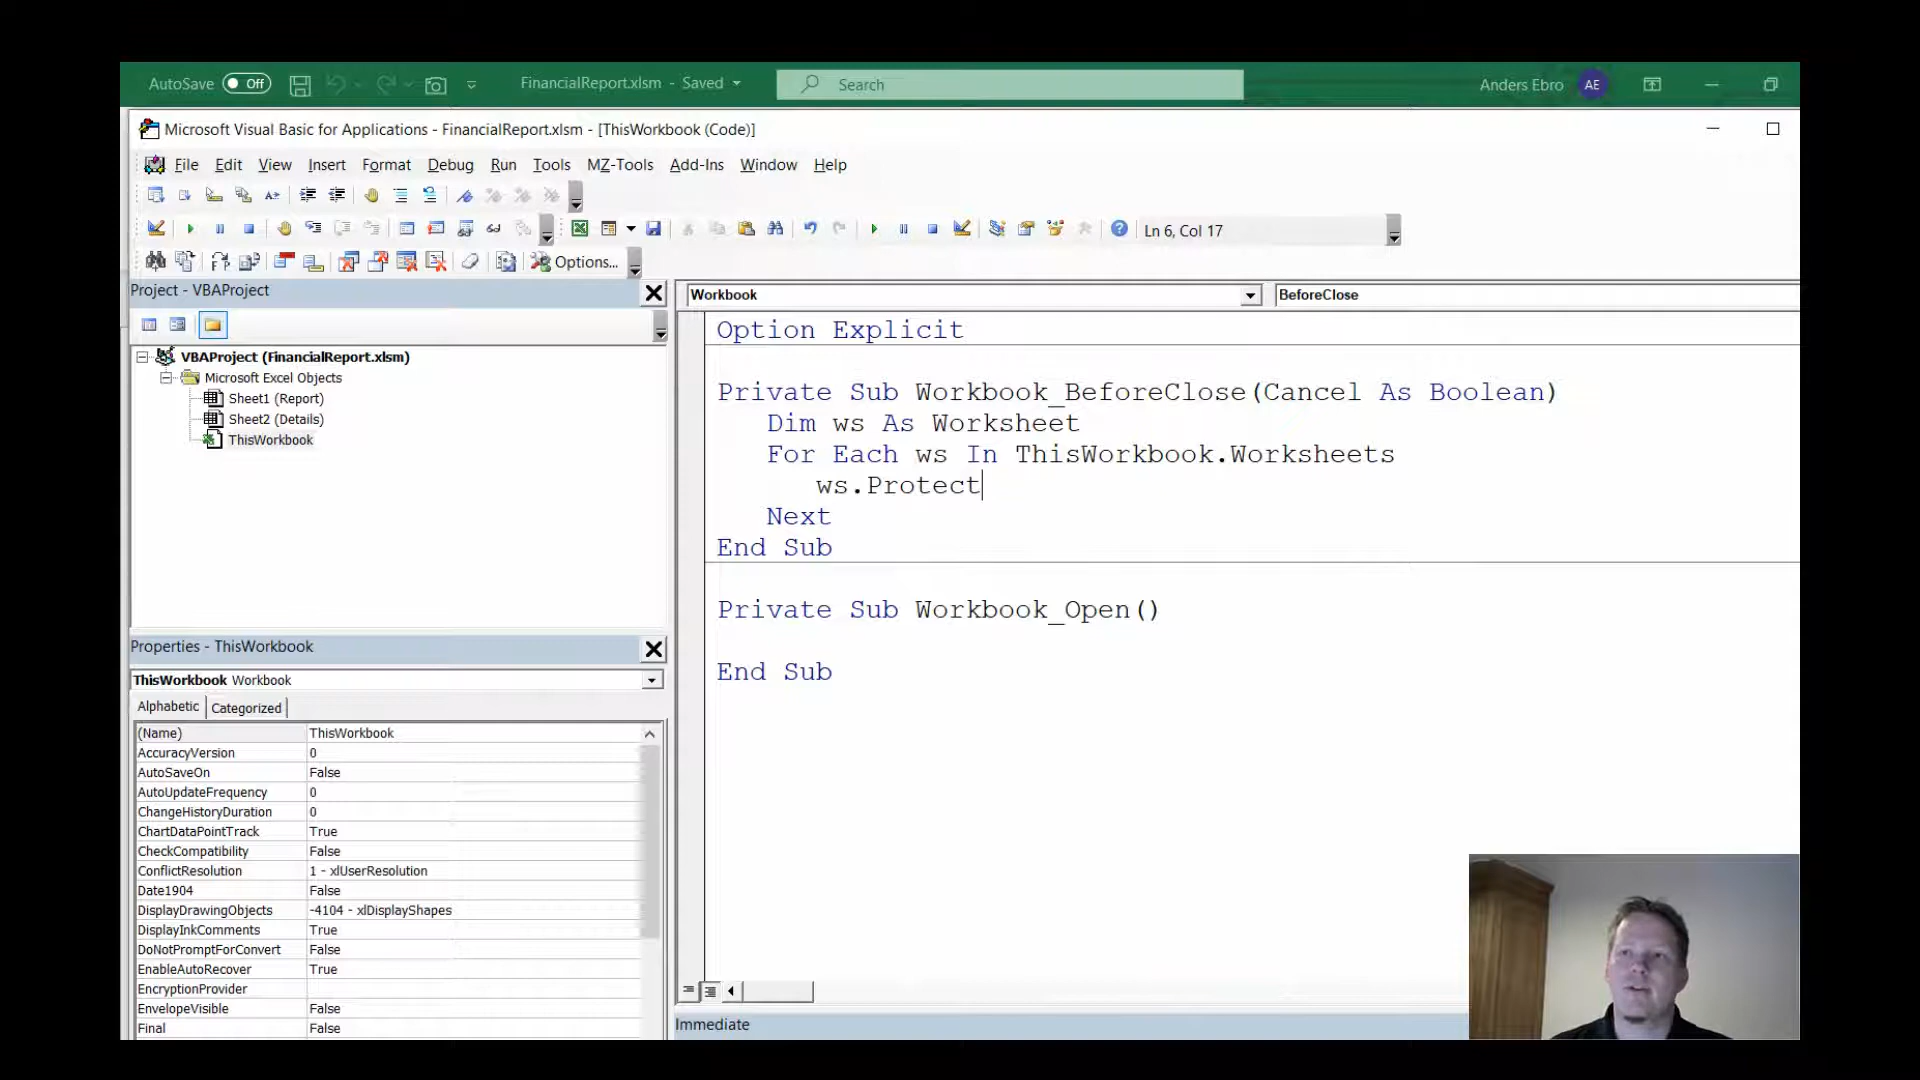 AutoSave Off FinancialReport.xlsm - Saved Search Anders Ebro AE
Microsoft Visual Basic for Applications - FinancialReport.xlsm - [ThisWorkbook (Code)]
File Edit View Insert Format Debug Run Tools MZ-Tools Add-Ins Window Help
Ln 6, Col 17
Options...
Project - VBAProject
VBAProject (FinancialReport.xlsm)
Microsoft Excel Objects
Sheet1 (Report)
Sheet2 (Details)
ThisWorkbook
Properties - ThisWorkbook
ThisWorkbook Workbook
Alphabetic Categorized
(Name) ThisWorkbook
AccuracyVersion 0
AutoSaveOn False
AutoUpdateFrequency 0
ChangeHistoryDuration 0
ChartDataPointTrack True
CheckCompatibility False
ConflictResolution 1 - xlUserResolution
Date1904 False
DisplayDrawingObjects -4104 - xlDisplayShapes
DisplayInkComments True
DoNotPromptForConvert False
EnableAutoRecover True
EncryptionProvider
EnvelopeVisible False
Final False
Workbook BeforeClose
Option Explicit
Private Sub Workbook_BeforeClose(Cancel As Boolean)
Dim ws As Worksheet
For Each ws In ThisWorkbook.Worksheets
ws.Protect
Next
End Sub
Private Sub Workbook_Open()
End Sub
Immediate